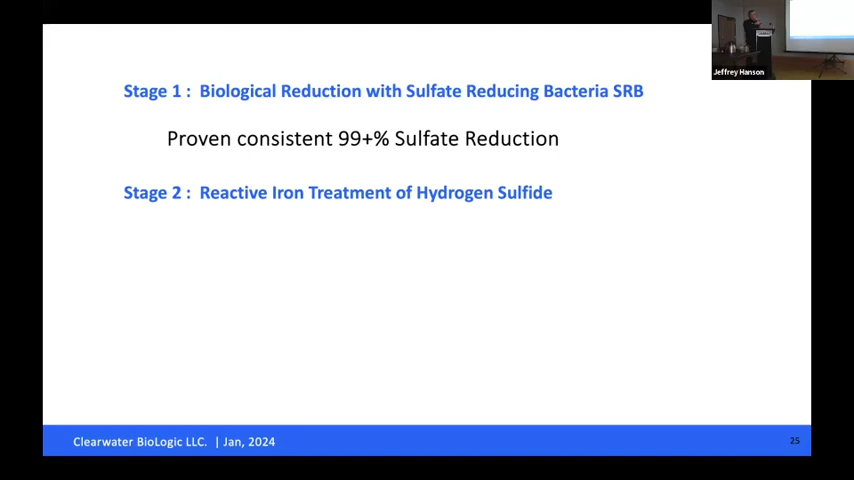 Jeffrey Hanson
Stage 1 : Biological Reduction with Sulfate Reducing Bacteria SRB
Proven consistent 99+% Sulfate Reduction
Stage 2 : Reactive Iron Treatment of Hydrogen Sulfide
Clearwater BioLogic LLC. | Jan, 2024
25